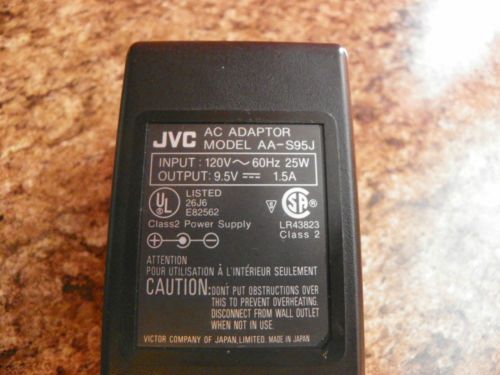 JVC AC ADAPTOR
MODEL AA-S95J
INPUT: 120V～60Hz 25W
OUTPUT: 9.5V⎓ 1.5A
UL LISTED
26J6
E82562
Class2 Power Supply
SA
LR43823
Class 2
+ -
ATTENTION
POUR UTILISATION À L'INTÉRIEUR SEULEMENT
CAUTION: DONT PUT OBSTRUCTIONS OVER
THIS TO PREVENT OVERHEATING.
DISCONNECT FROM WALL OUTLET
WHEN NOT IN USE.
VICTOR COMPANY OF JAPAN, LIMITED. MADE IN JAPAN